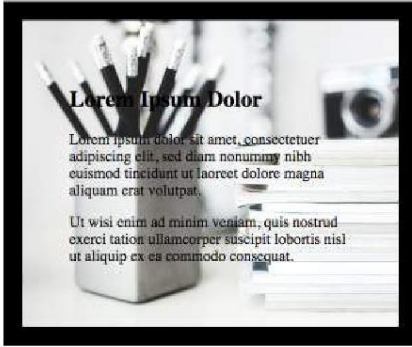 Lorem Ipsum Dolor
Lorem ipsum dolor sit amet, consectetuer
adipiscing elit, sed diam nonummy nibh
euismod tincidunt ut laoreet dolore magna
aliquam erat volutpat.
Ut wisi enim ad minim veniam, quis nostrud
exerci tation ullamcorper suscipit lobortis nisl
ut aliquip ex ea commodo consequat.